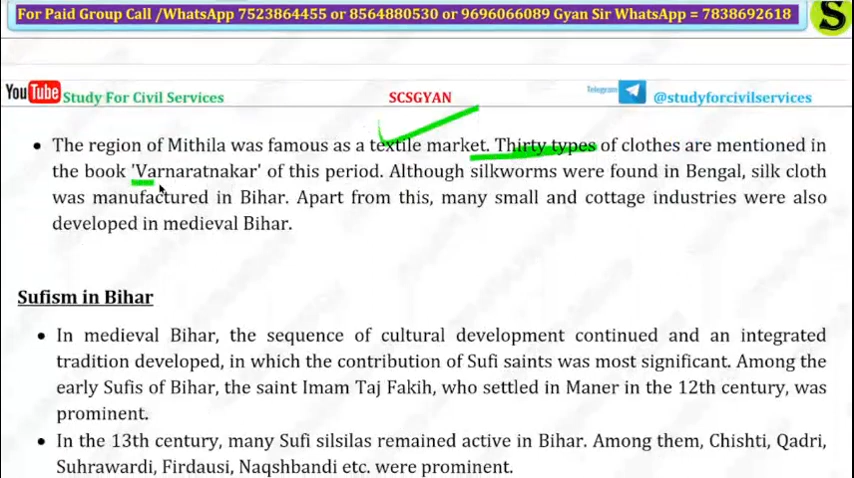 For Paid Group Call /WhatsApp 7523864455 or 8564880530 or 9696066089 Gyan Sir WhatsApp = 7838692618
S
YouTube Study For Civil Services
SCSGYAN
Telegram @studyforcivilservices
• The region of Mithila was famous as a textile market. Thirty types of clothes are mentioned in
the book 'Varnaratnakar' of this period. Although silkworms were found in Bengal, silk cloth
was manufactured in Bihar. Apart from this, many small and cottage industries were also
developed in medieval Bihar.
Sufism in Bihar
• In medieval Bihar, the sequence of cultural development continued and an integrated
tradition developed, in which the contribution of Sufi saints was most significant. Among the
early Sufis of Bihar, the saint Imam Taj Fakih, who settled in Maner in the 12th century, was
prominent.
• In the 13th century, many Sufi silsilas remained active in Bihar. Among them, Chishti, Qadri,
Suhrawardi, Firdausi, Naqshbandi etc. were prominent.